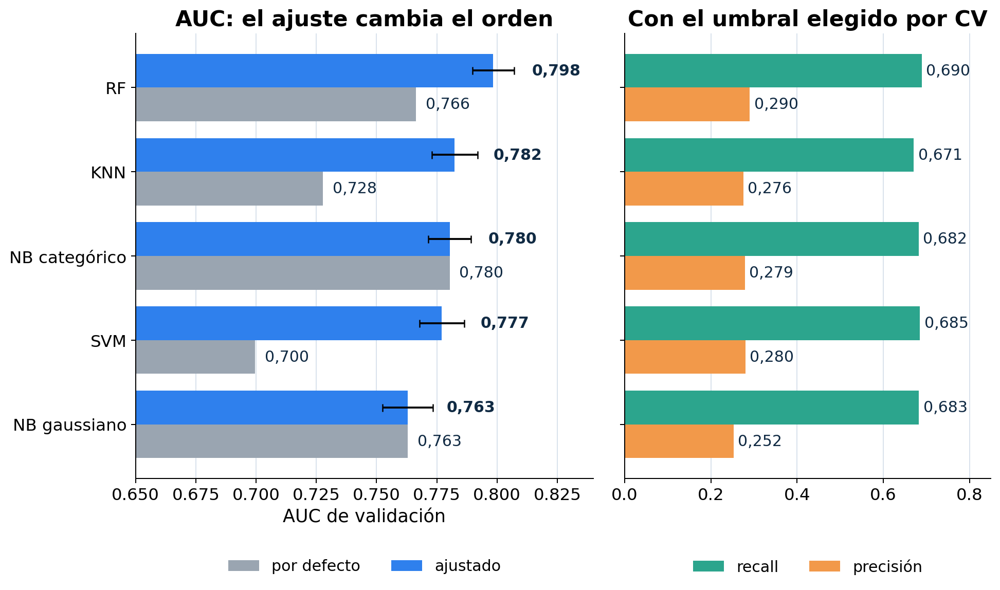 AUC: el ajuste cambia el orden
RF
0,798
0,766
KNN
0,782
0,728
NB categórico
0,780
0,780
SVM
0,777
0,700
NB gaussiano
0,763
0,763
0.650 0.675 0.700 0.725 0.750 0.775 0.800 0.825
AUC de validación
por defecto ajustado
Con el umbral elegido por CV
0,690
0,290
0,671
0,276
0,682
0,279
0,685
0,280
0,683
0,252
0.0 0.2 0.4 0.6 0.8
recall precisión